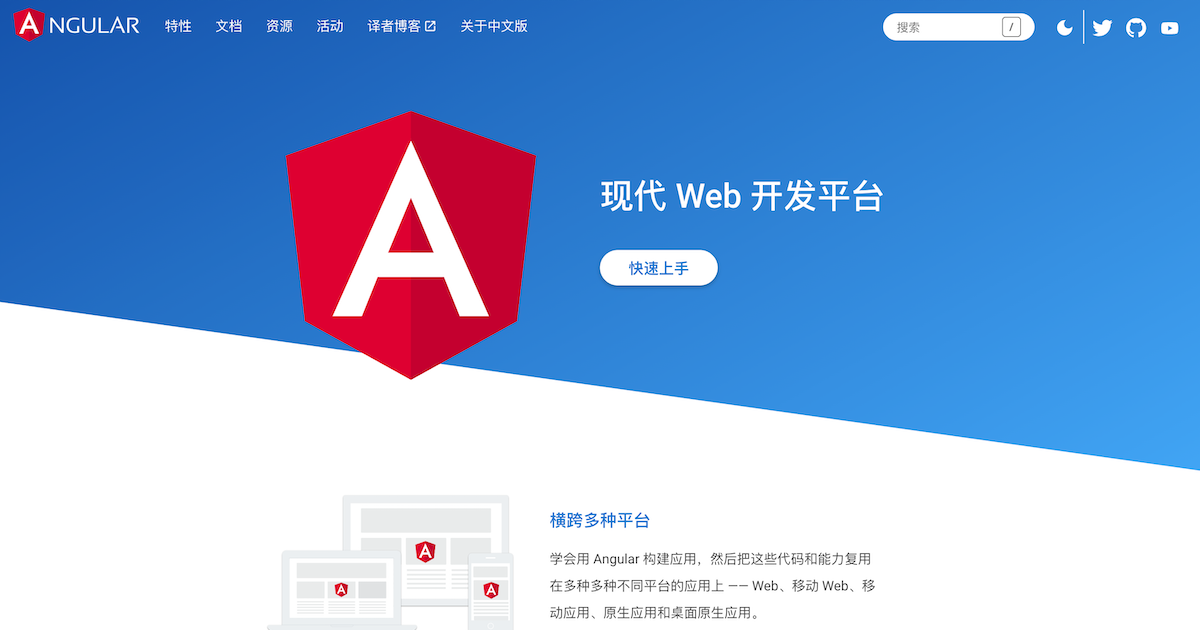 ANGULAR 特性 文档 资源 活动 译者博客 关于中文版 搜索 /
A
现代 Web 开发平台
快速上手
横跨多种平台
学会用 Angular 构建应用，然后把这些代码和能力复用
在多种多种不同平台的应用上 —— Web、移动 Web、移
动应用、原生应用和桌面原生应用。
A
A
A